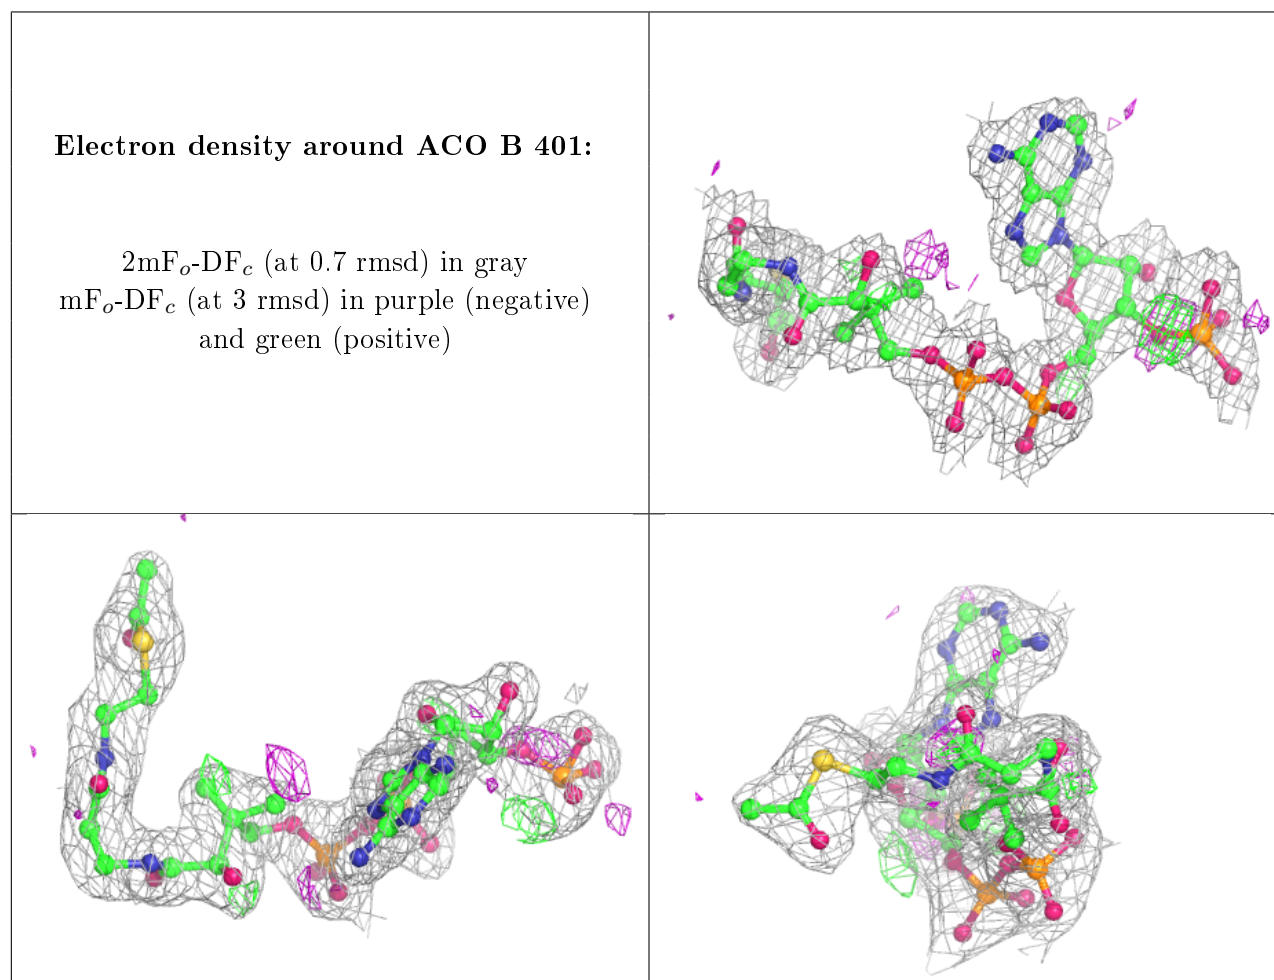 Electron density around ACO B 401:
2mFo-DFc (at 0.7 rmsd) in gray
mFo-DFc (at 3 rmsd) in purple (negative)
and green (positive)